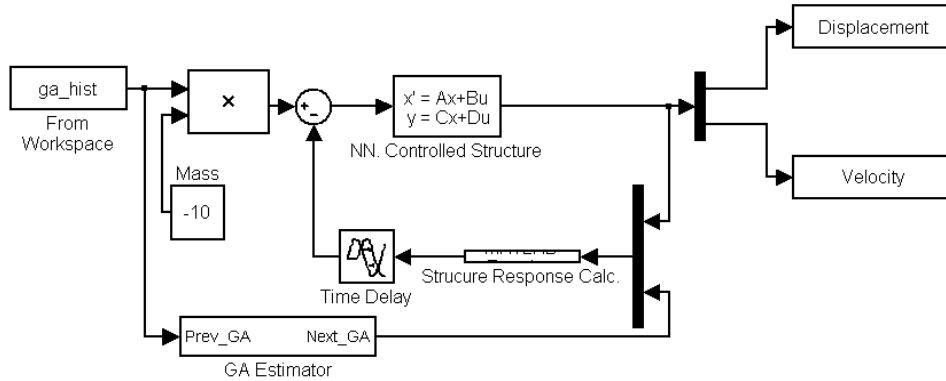 Displacement
ga_hist
×
+
−
x' = Ax+Bu
y = Cx+Du
From
Workspace
NN. Controlled Structure
Mass
-10
Velocity
Time Delay
Strucure Response Calc.
Prev_GA
Next_GA
GA Estimator